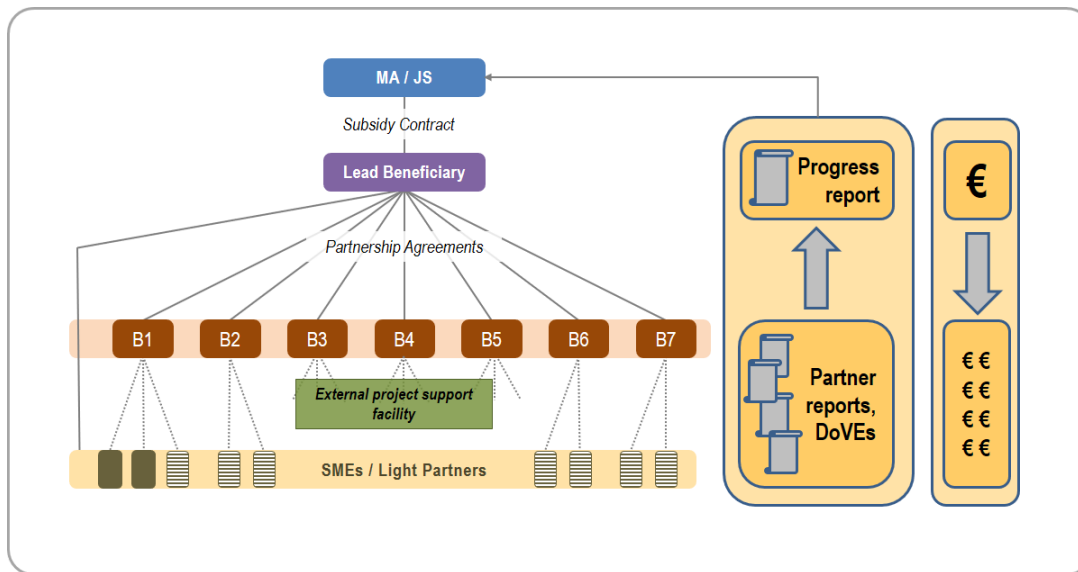 MA / JS
Subsidy Contract
Lead Beneficiary
Partnership Agreements
B1 B2 B3 B4 B5 B6 B7
External project support
facility
SMEs / Light Partners
Progress
report
Partner
reports,
DoVEs
€
€ €
€ €
€ €
€ €